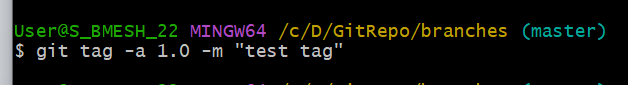 User@S_BMESH_22 MINGW64 /c/D/GitRepo/branches (master)
$ git tag -a 1.0 -m "test tag"